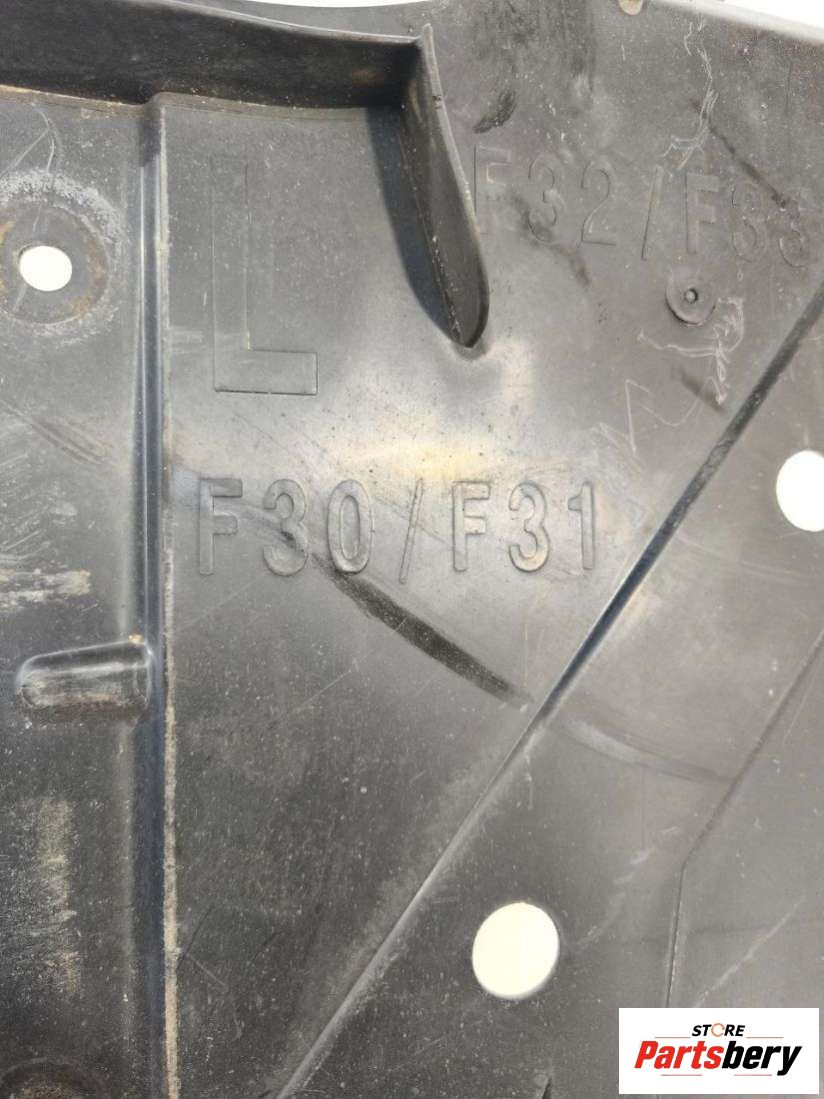 L
F32/F33
F30/F31
STORE
Partsbery